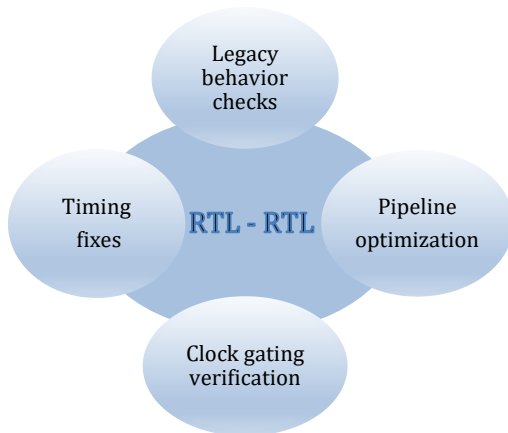 Legacy
behavior
checks
Timing
fixes
RTL - RTL
Pipeline
optimization
Clock gating
verification